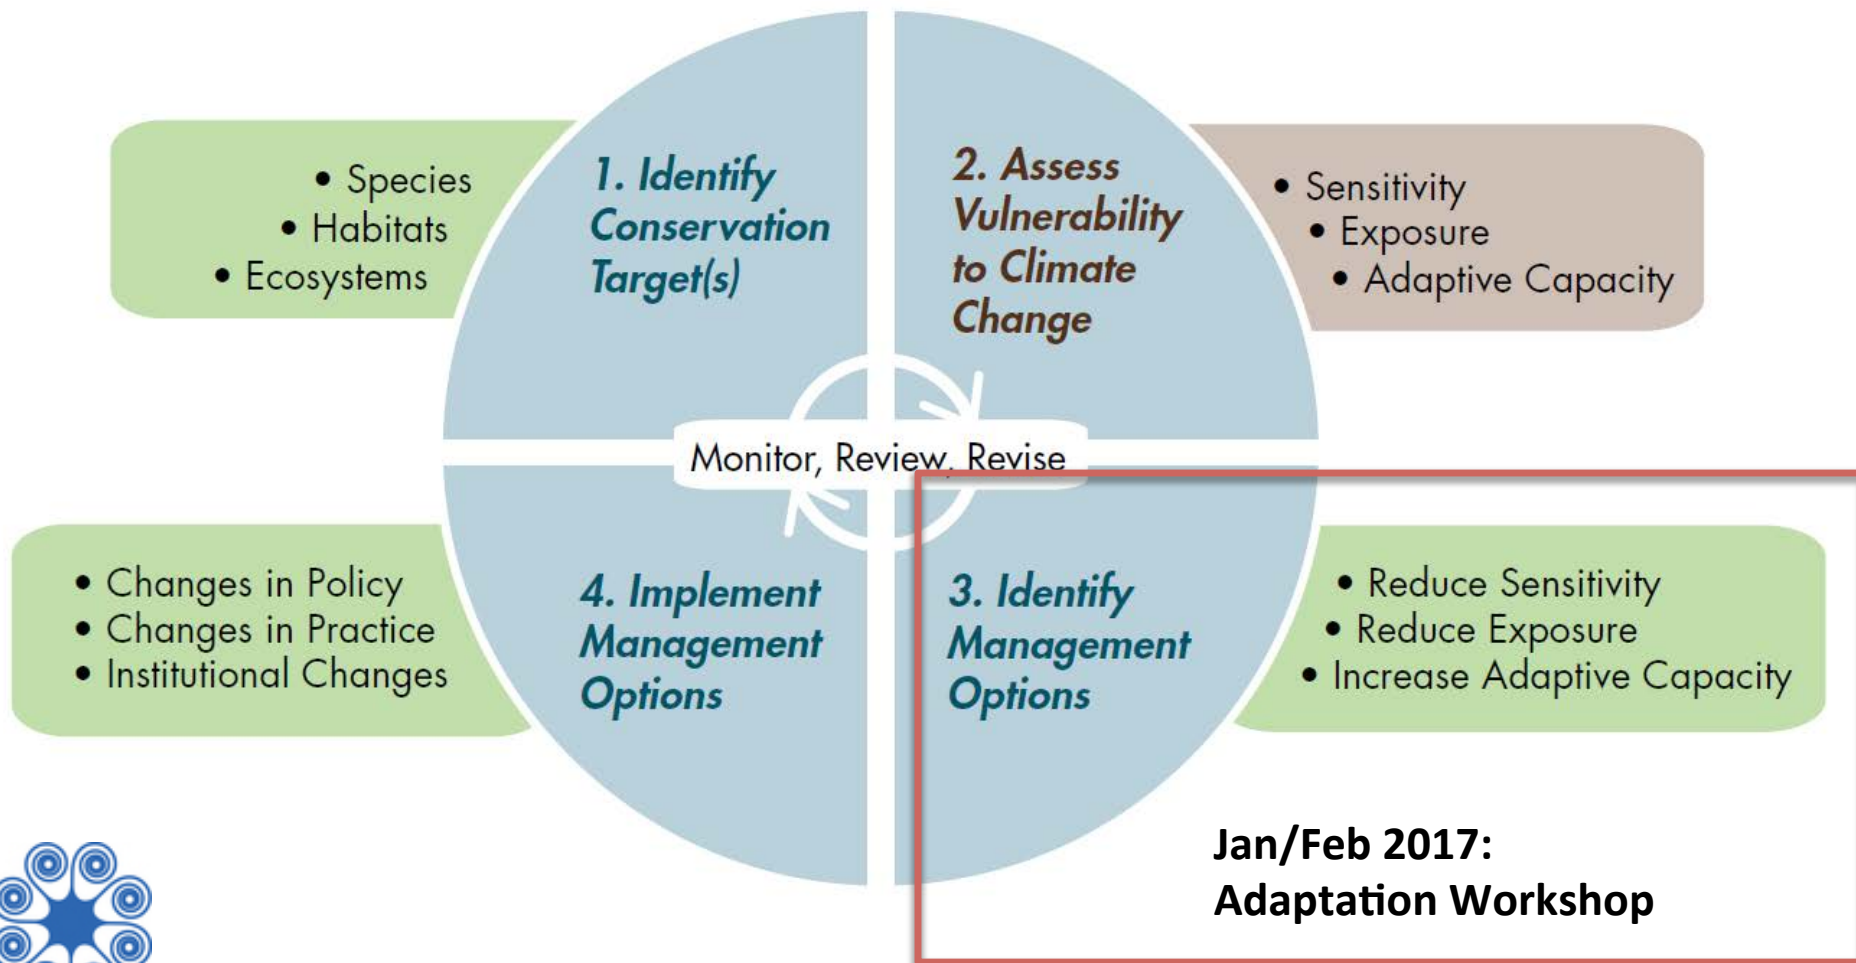 • Species
• Habitats
• Ecosystems
1. Identify
Conservation
Target(s)
2. Assess
Vulnerability
to Climate
Change
• Sensitivity
• Exposure
• Adaptive Capacity
Monitor, Review, Revise
• Changes in Policy
• Changes in Practice
• Institutional Changes
4. Implement
Management
Options
3. Identify
Management
Options
• Reduce Sensitivity
• Reduce Exposure
• Increase Adaptive Capacity
Jan/Feb 2017:
Adaptation Workshop